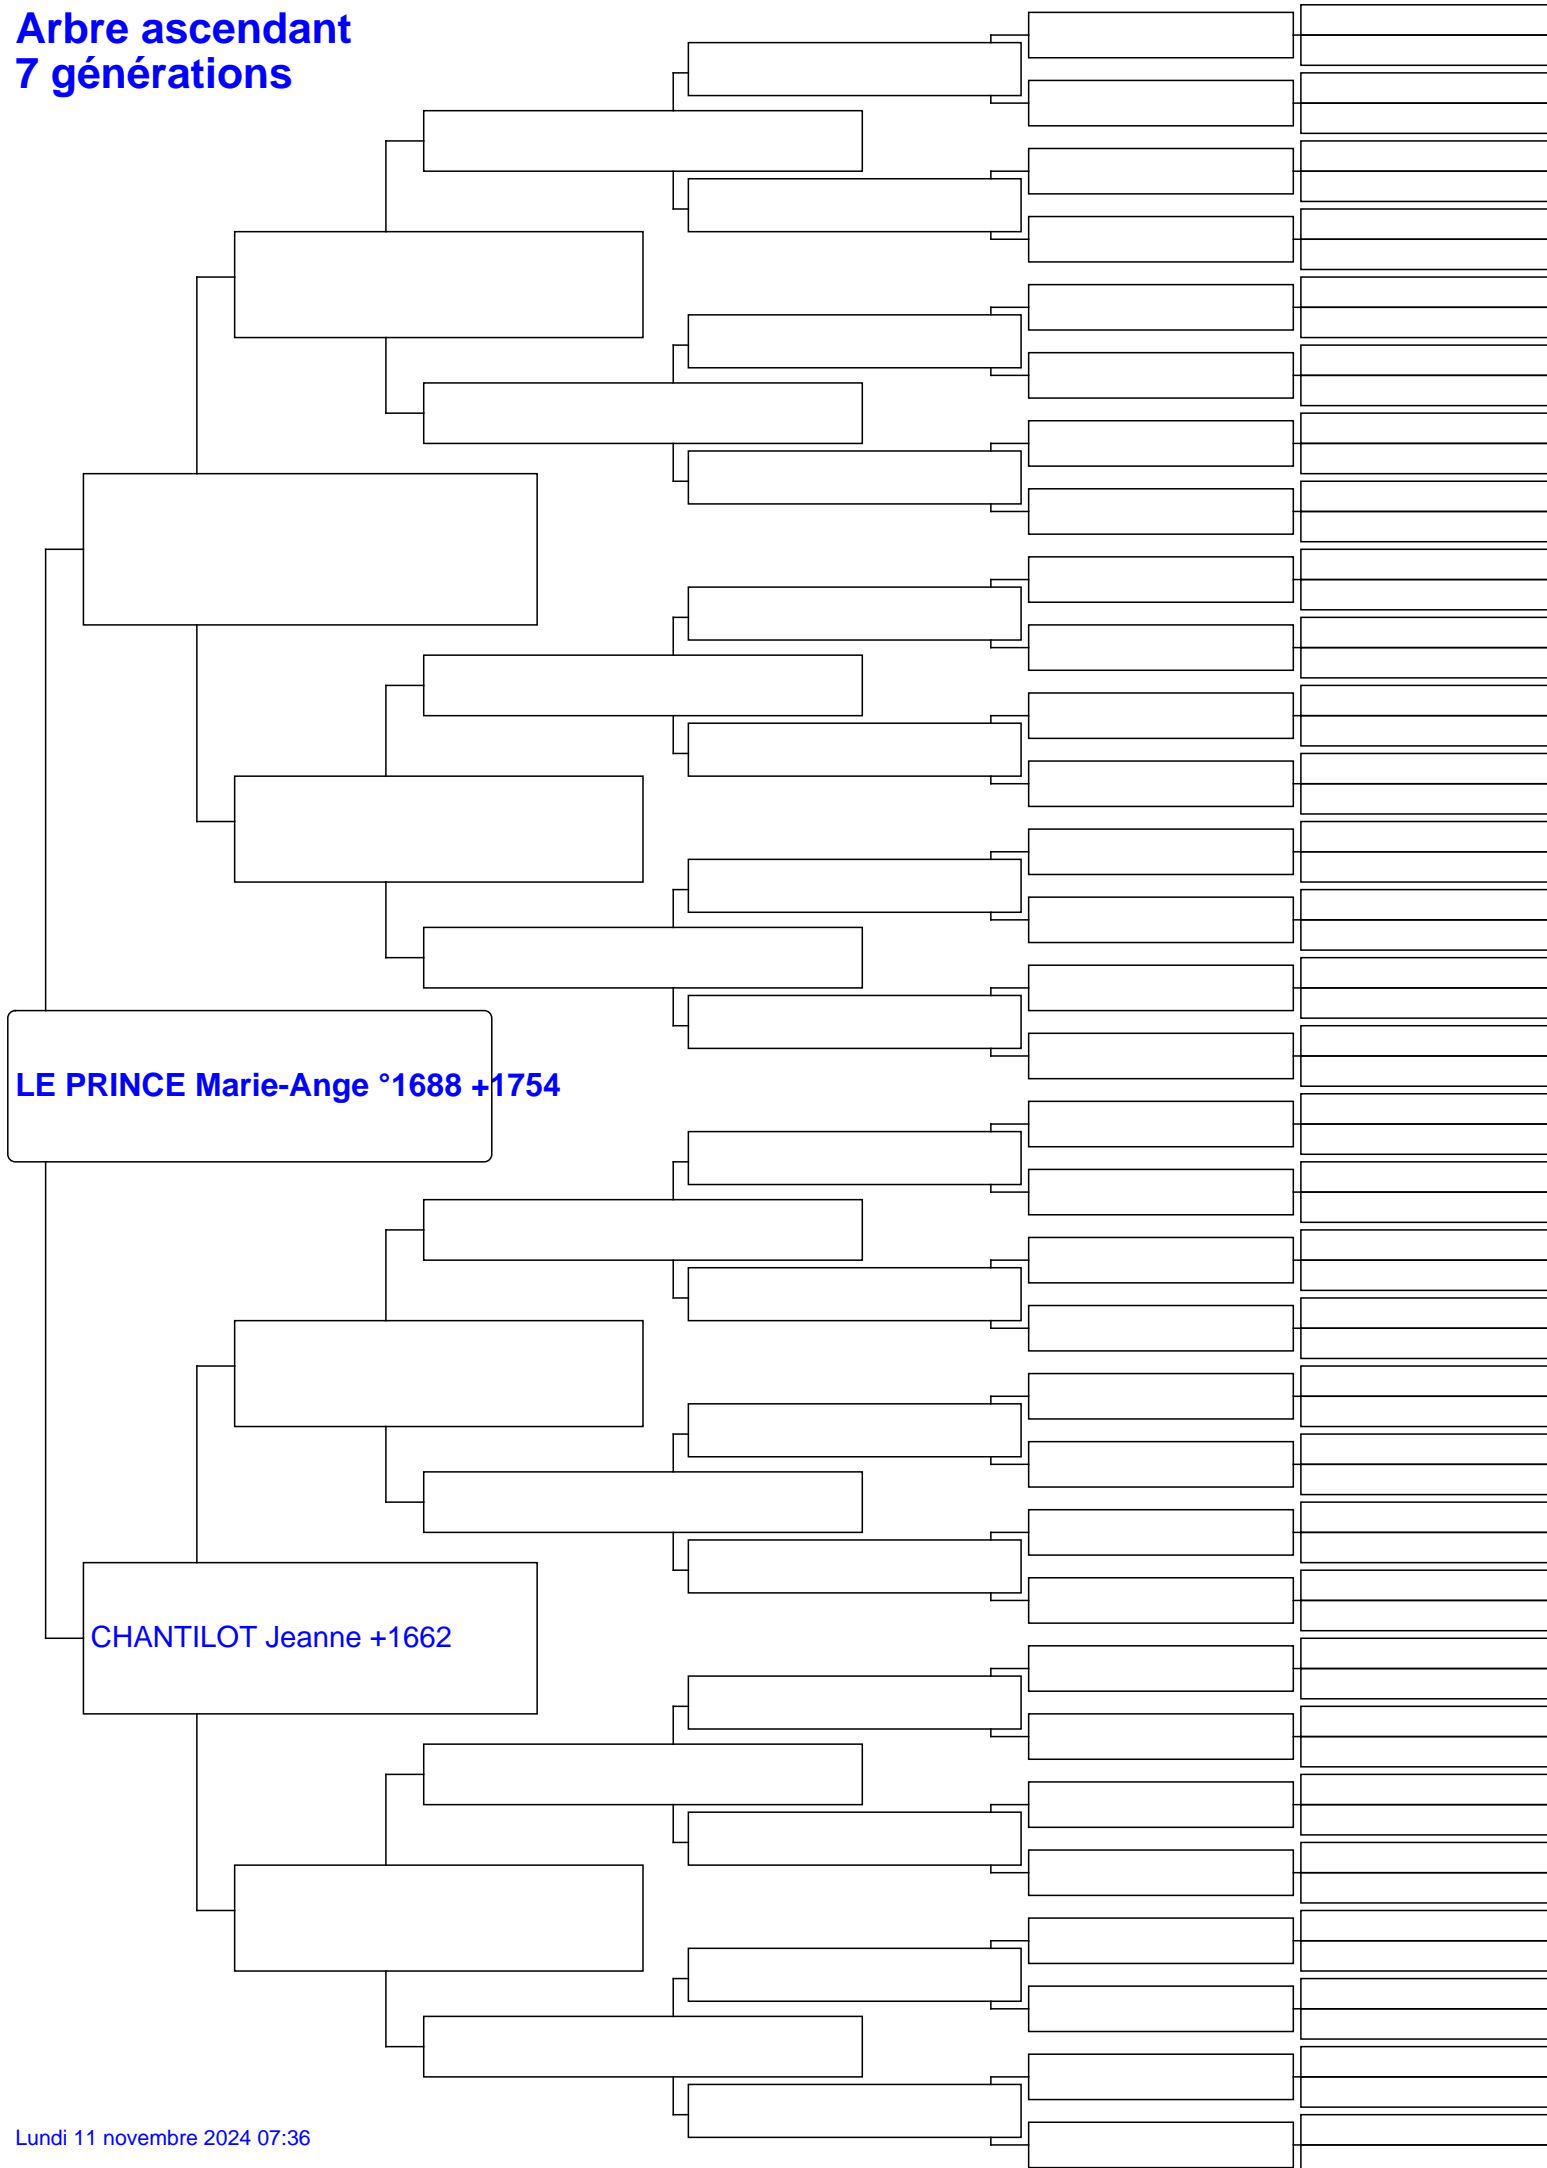 Arbre ascendant
7 générations
LE PRINCE Marie-Ange °1688 +1754
CHANTILOT Jeanne +1662
Lundi 11 novembre 2024 07:36